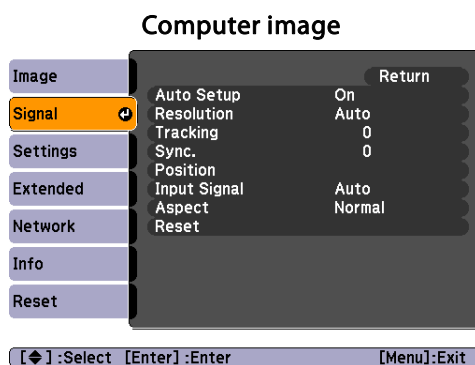 Computer image
Image
Signal
Settings
Extended
Network
Info
Reset
Return
Auto Setup On
Resolution Auto
Tracking 0
Sync. 0
Position
Input Signal Auto
Aspect Normal
Reset
[◆] :Select [Enter] :Enter [Menu]:Exit